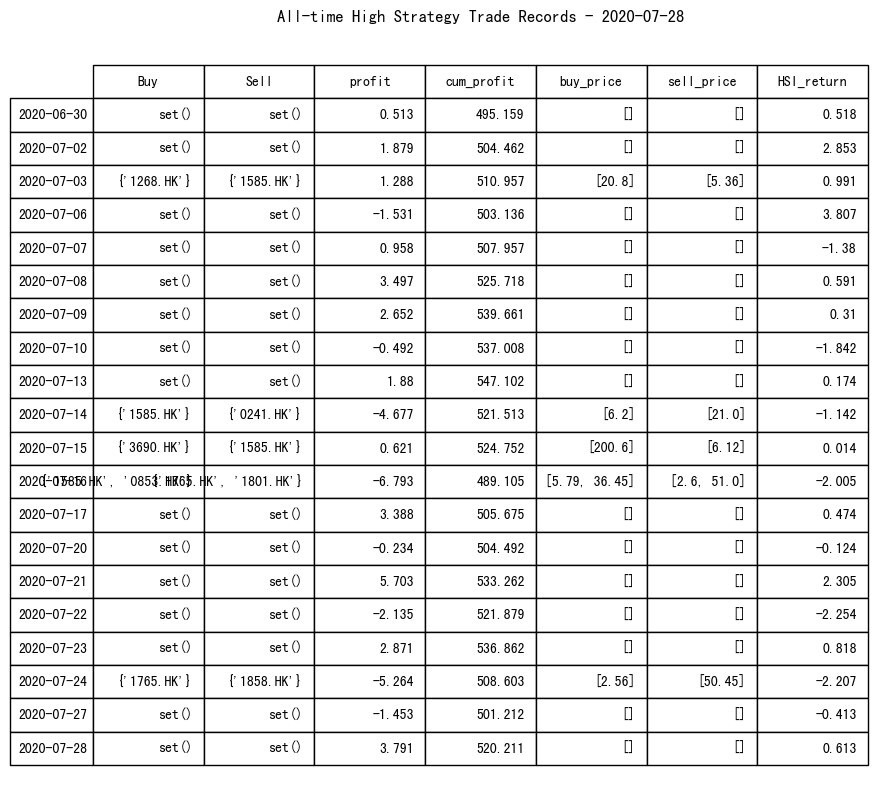 All-time High Strategy Trade Records - 2020-07-28
Buy Sell profit cum_profit buy_price sell_price HSI_return
2020-06-30 set() set() 0.513 495.159 [] [] 0.518
2020-07-02 set() set() 1.879 504.462 [] [] 2.853
2020-07-03 {'1268.HK'} {'1585.HK'} 1.288 510.957 [20.8] [5.36] 0.991
2020-07-06 set() set() -1.531 503.136 [] [] 3.807
2020-07-07 set() set() 0.958 507.957 [] [] -1.38
2020-07-08 set() set() 3.497 525.718 [] [] 0.591
2020-07-09 set() set() 2.652 539.661 [] [] 0.31
2020-07-10 set() set() -0.492 537.008 [] [] -1.842
2020-07-13 set() set() 1.88 547.102 [] [] 0.174
2020-07-14 {'1585.HK'} {'0241.HK'} -4.677 521.513 [6.2] [21.0] -1.142
2020-07-15 {'3690.HK'} {'1585.HK'} 0.621 524.752 [200.6] [6.12] 0.014
'1801.HK'} -6.793 489.105 [5.79, 36.45] [2.6, 51.0] -2.005
2020-07-17 set() set() 3.388 505.675 [] [] 0.474
2020-07-20 set() set() -0.234 504.492 [] [] -0.124
2020-07-21 set() set() 5.703 533.262 [] [] 2.305
2020-07-22 set() set() -2.135 521.879 [] [] -2.254
2020-07-23 set() set() 2.871 536.862 [] [] 0.818
2020-07-24 {'1765.HK'} {'1858.HK'} -5.264 508.603 [2.56] [50.45] -2.207
2020-07-27 set() set() -1.453 501.212 [] [] -0.413
2020-07-28 set() set() 3.791 520.211 [] [] 0.613